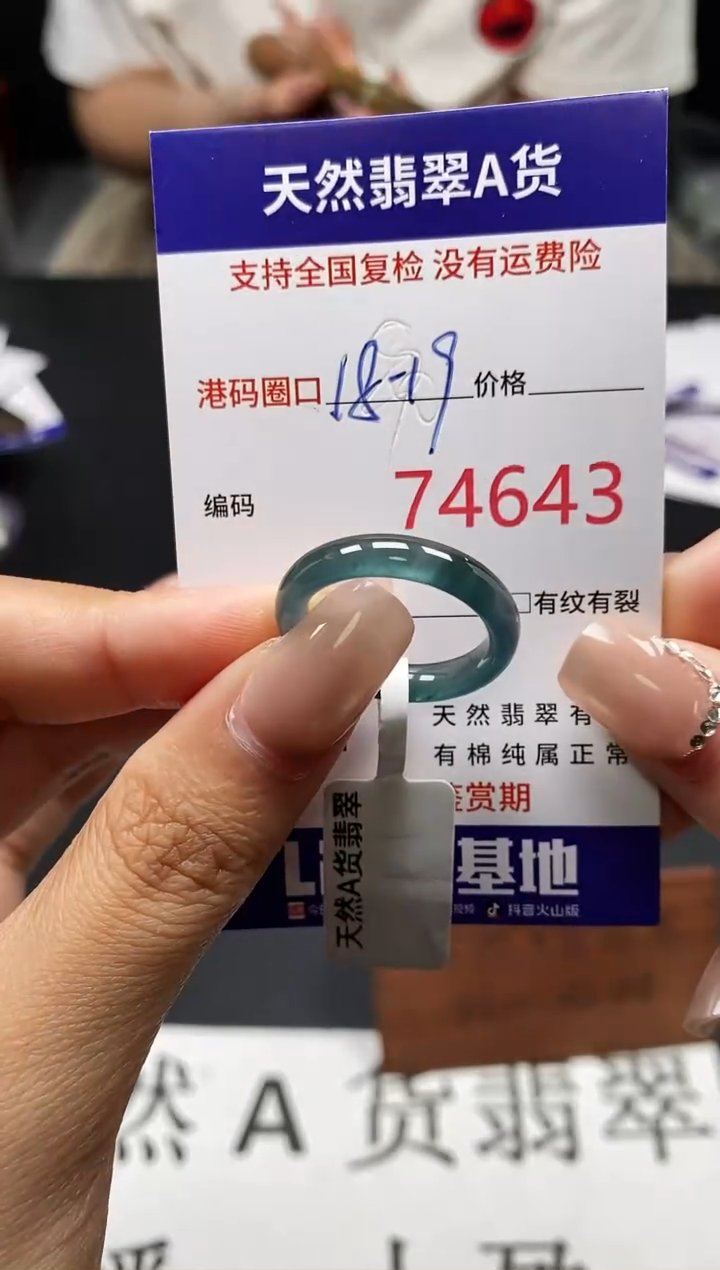 天然翡翠A货
支持全国复检 没有运费险
港码圈口 18-19 价格
编码 74643
□有纹有裂
天然翡翠有
有棉纯属正常
赏期
基地
抖音火山版
天然A货翡翠
然A货翡翠